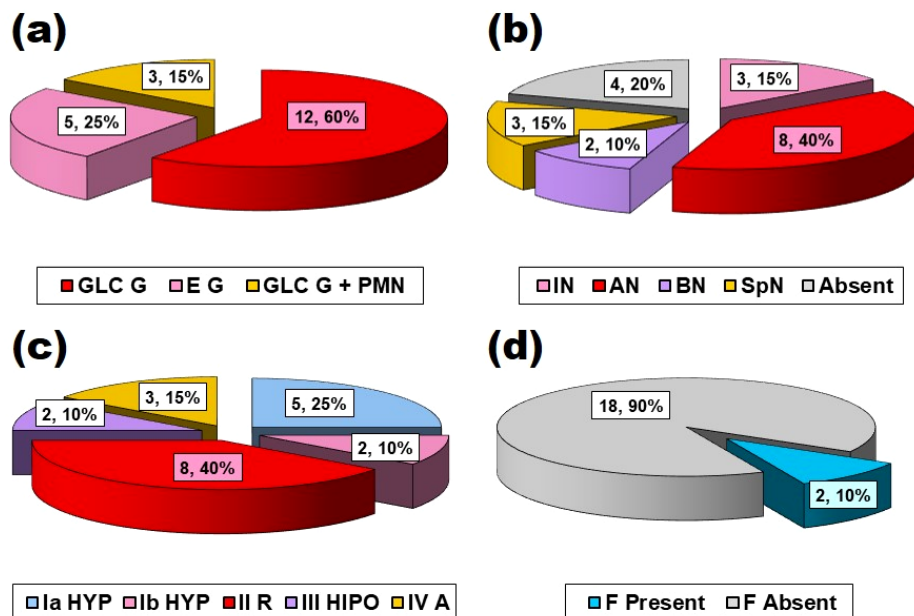 (a)
3, 15%
5, 25%
12, 60%
GLC G E G GLC G + PMN
(b)
4, 20%
3, 15%
3, 15%
2, 10%
8, 40%
IN AN BN SpN Absent
(c)
3, 15%
5, 25%
2, 10%
2, 10%
8, 40%
Ia HYP Ib HYP II R III HIPO IV A
(d)
18, 90%
2, 10%
F Present F Absent